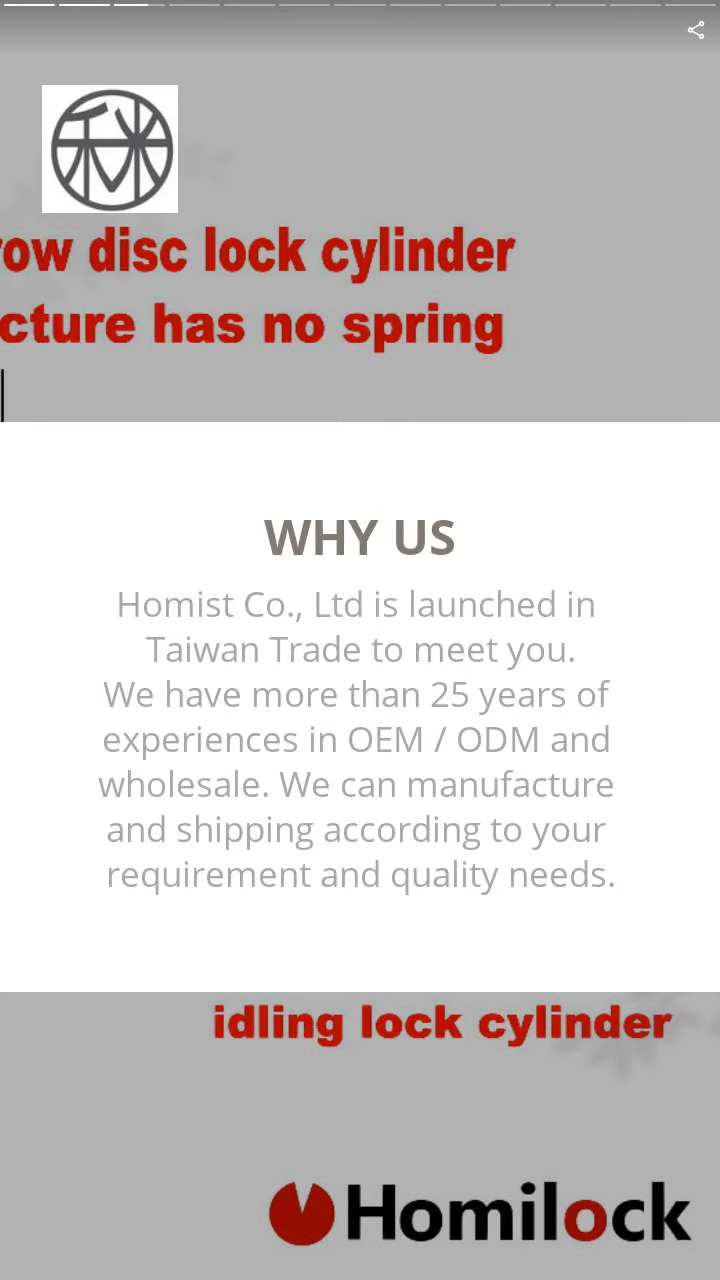 row disc lock cylinder
cture has no spring
WHY US
Homist Co., Ltd is launched in
Taiwan Trade to meet you.
We have more than 25 years of
experiences in OEM / ODM and
wholesale. We can manufacture
and shipping according to your
requirement and quality needs.
idling lock cylinder
Homilock